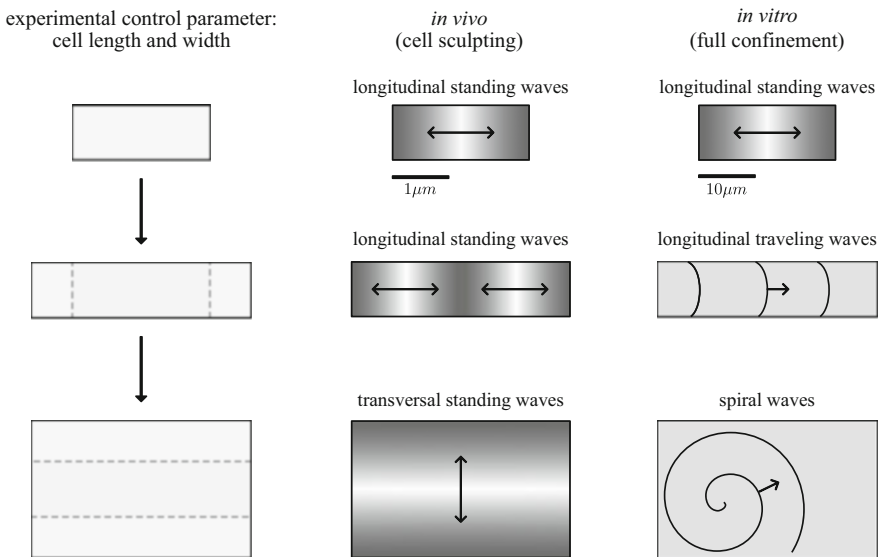 experimental control parameter:
cell length and width
in vivo
(cell sculpting)
in vitro
(full confinement)
longitudinal standing waves
longitudinal standing waves
1μm
10μm
longitudinal standing waves
longitudinal traveling waves
transversal standing waves
spiral waves